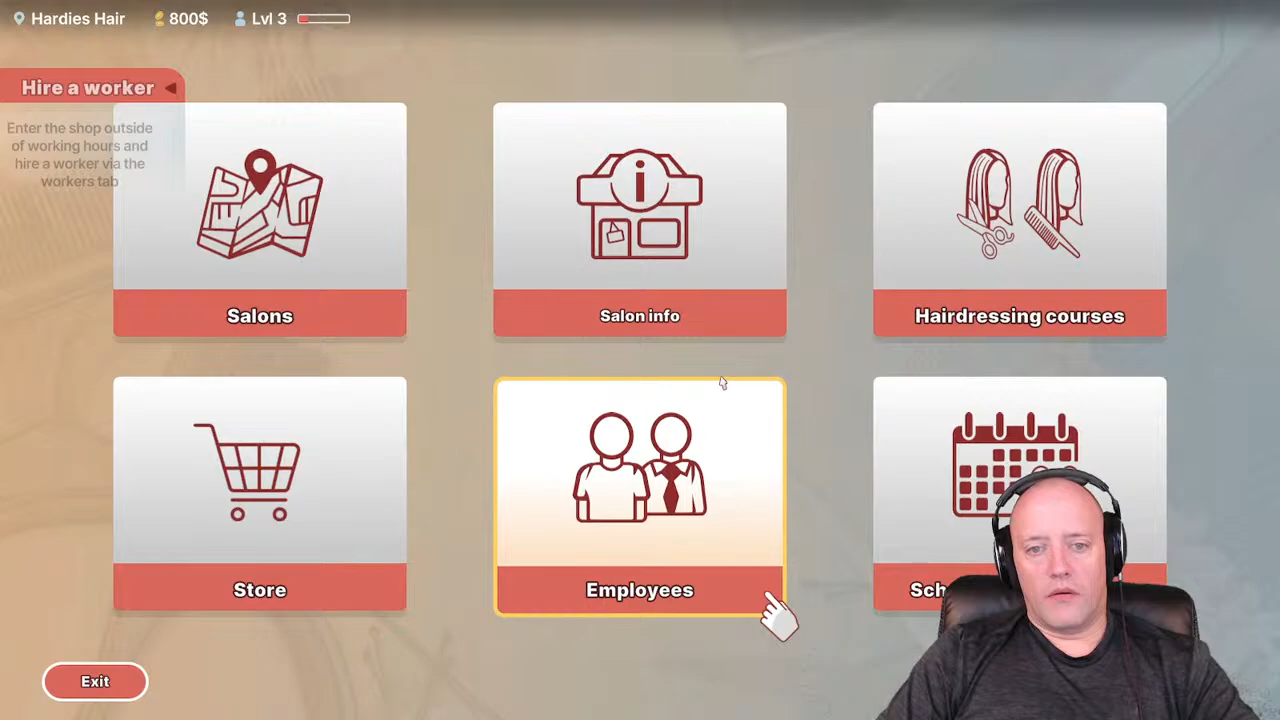 Hardies Hair
800$
Lvl 3
Hire a worker
Enter the shop outside
of working hours and
hire a worker via the
workers tab
Salons
Salon info
Hairdressing courses
Store
Employees
Sch
Exit